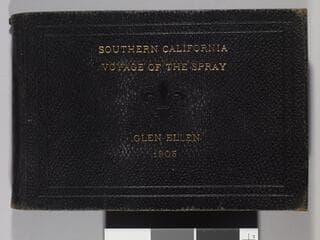 SOUTHERN CALIFORNIA
VOYAGE OF THE SPRAY
GLEN ELLEN
1905